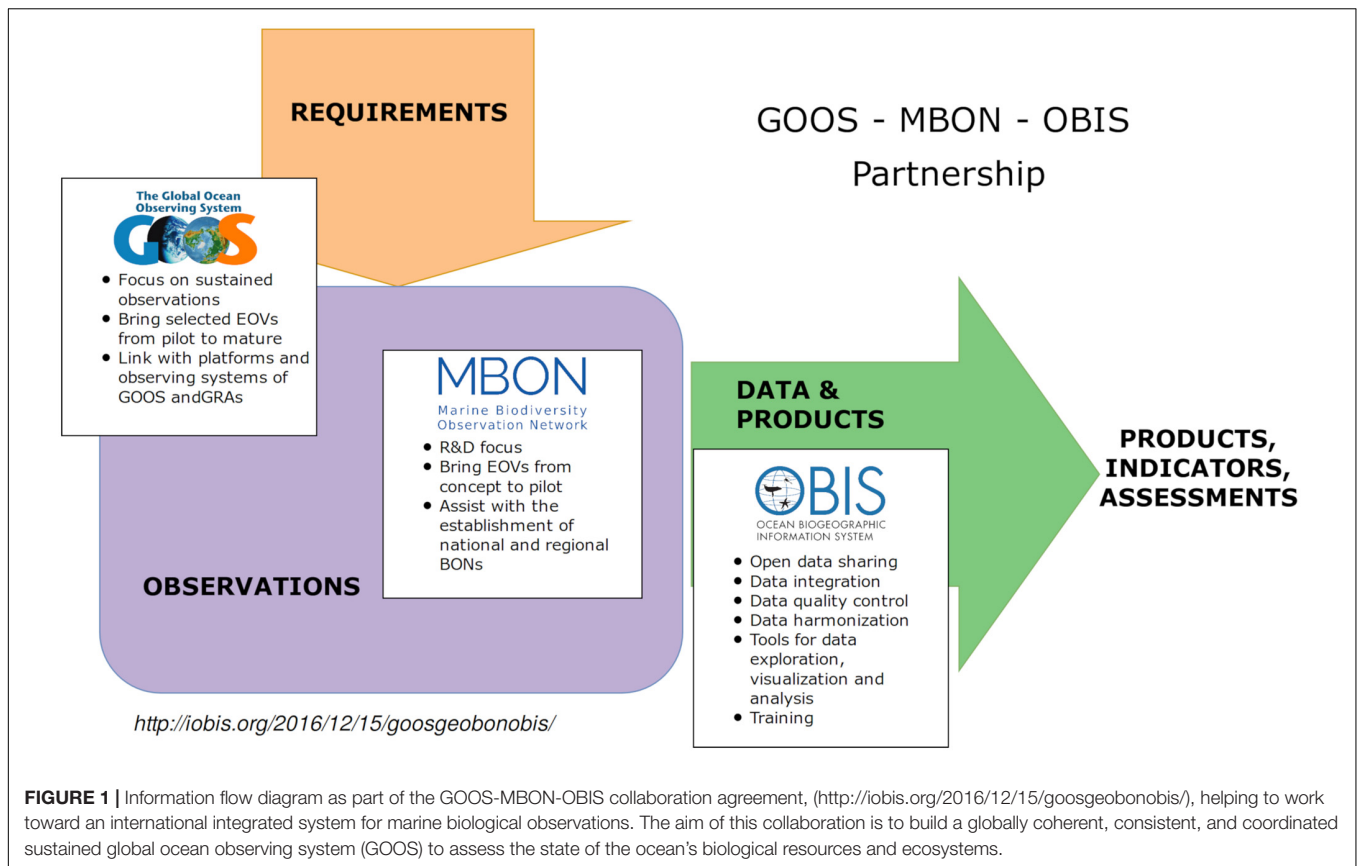 REQUIREMENTS
GOOS - MBON - OBIS
Partnership
The Global Ocean
Observing System
GOOS
• Focus on sustained
observations
• Bring selected EOVs
from pilot to mature
• Link with platforms and
observing systems of
GOOS andGRAs
MBON
Marine Biodiversity
Observation Network
• R&D focus
• Bring EOVs from
concept to pilot
• Assist with the
establishment of
national and regional
BONs
OBSERVATIONS
DATA &
PRODUCTS
OBIS
OCEAN BIOGEOGRAPHIC
INFORMATION SYSTEM
• Open data sharing
• Data integration
• Data quality control
• Data harmonization
• Tools for data
exploration,
visualization and
analysis
• Training
PRODUCTS,
INDICATORS,
ASSESSMENTS
http://iobis.org/2016/12/15/goosgeobonobis/
FIGURE 1 | Information flow diagram as part of the GOOS-MBON-OBIS collaboration agreement, (http://iobis.org/2016/12/15/goosgeobonobis/), helping to work
toward an international integrated system for marine biological observations. The aim of this collaboration is to build a globally coherent, consistent, and coordinated
sustained global ocean observing system (GOOS) to assess the state of the ocean's biological resources and ecosystems.